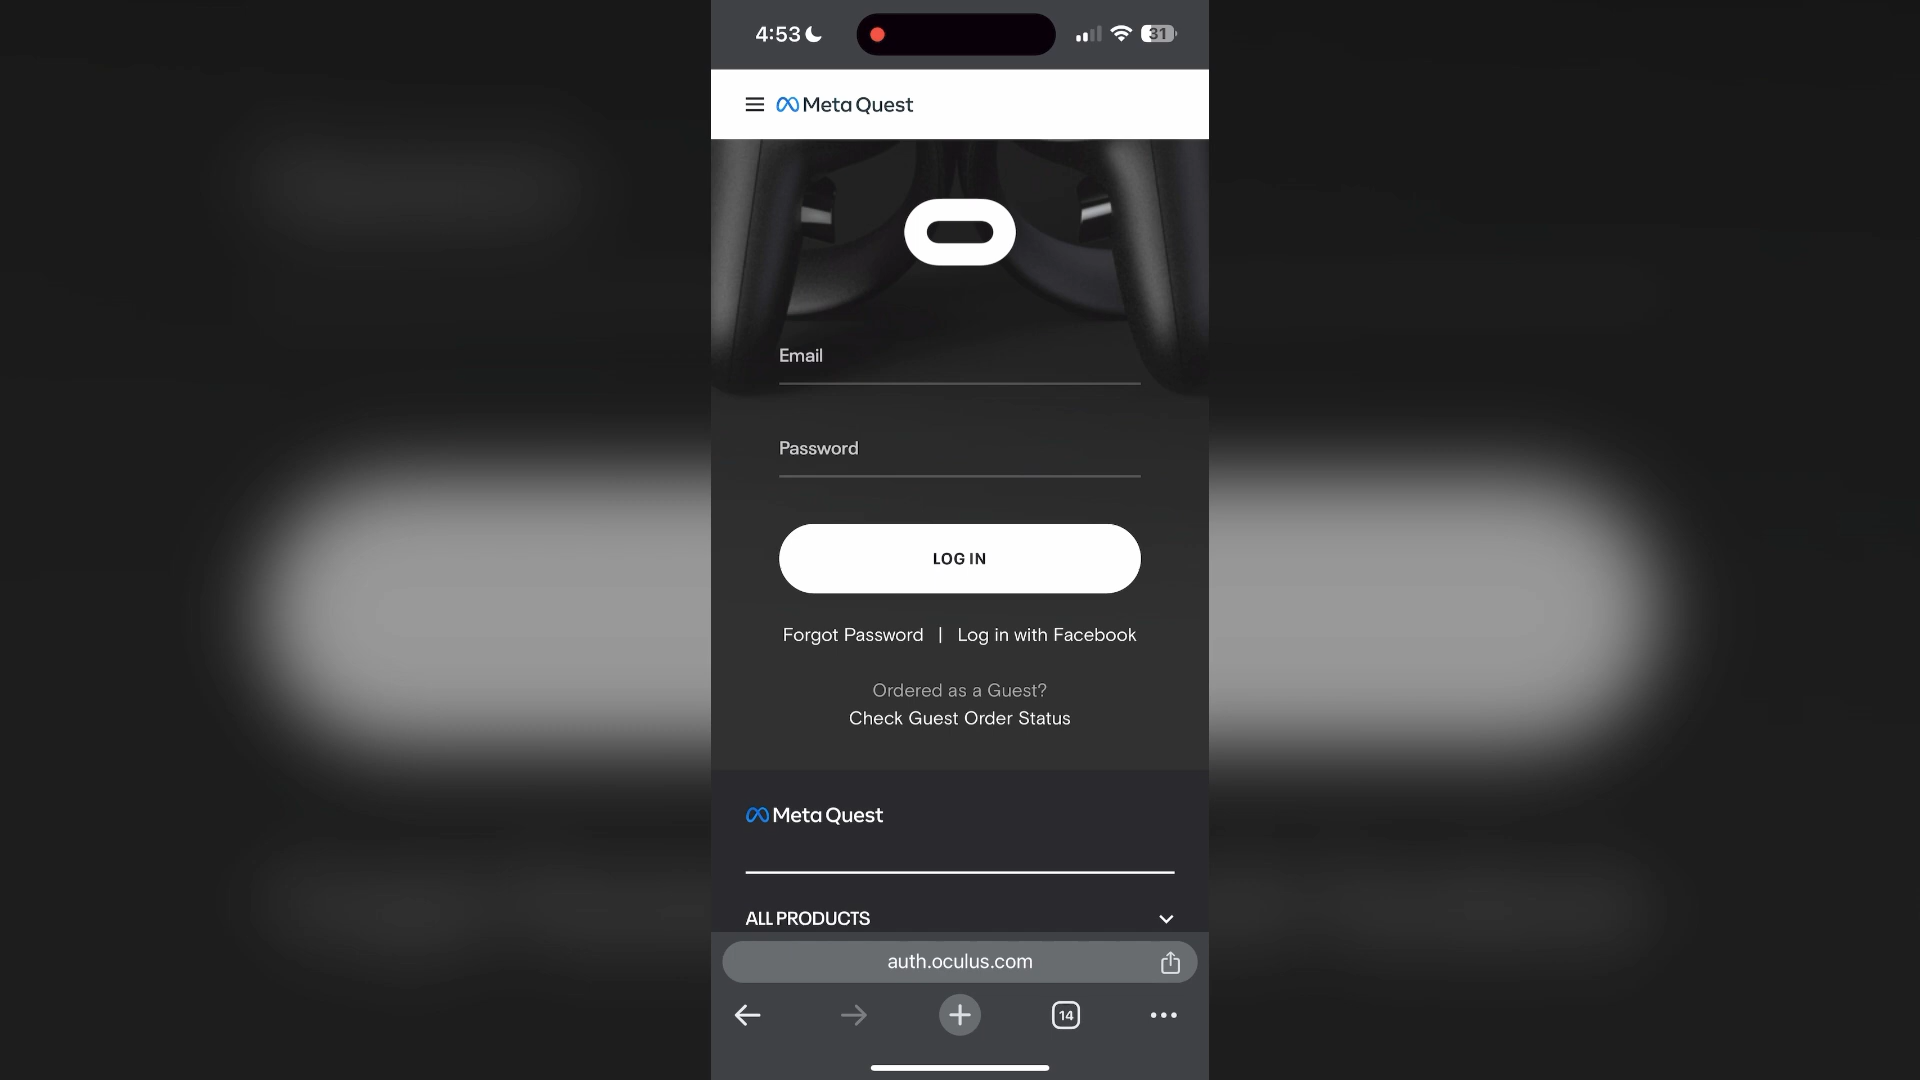 4:53
31
Meta Quest
Email
Password
LOG IN
Forgot Password | Log in with Facebook
Ordered as a Guest?
Check Guest Order Status
Meta Quest
ALL PRODUCTS
auth.oculus.com
14